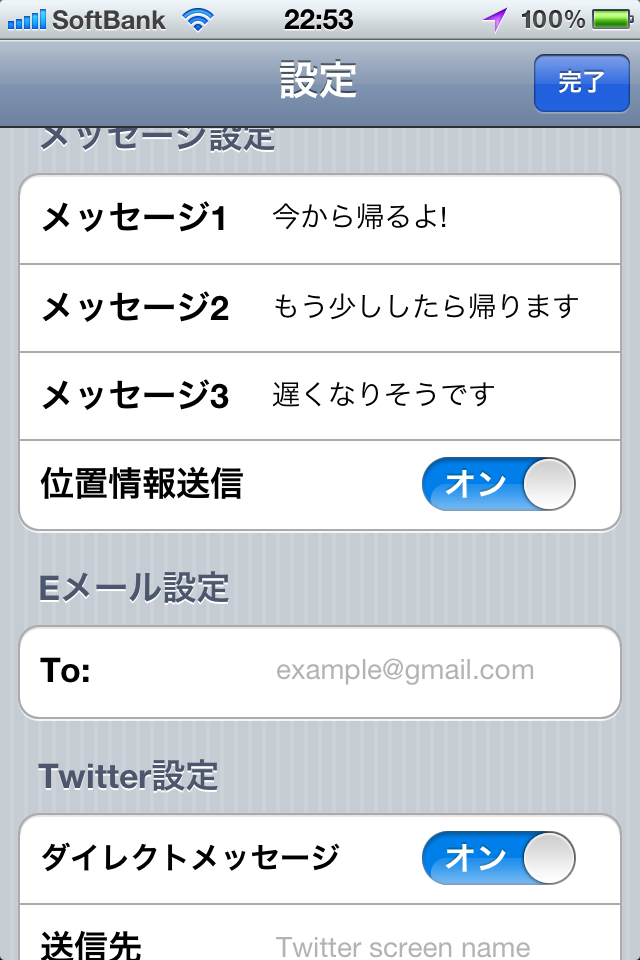 SoftBank 22:53 100%
設定 完了
メッセージ設定
メッセージ1 今から帰るよ!
メッセージ2 もう少ししたら帰ります
メッセージ3 遅くなりそうです
位置情報送信 オン
Eメール設定
To: example@gmail.com
Twitter設定
ダイレクトメッセージ オン
送信先 Twitter screen name